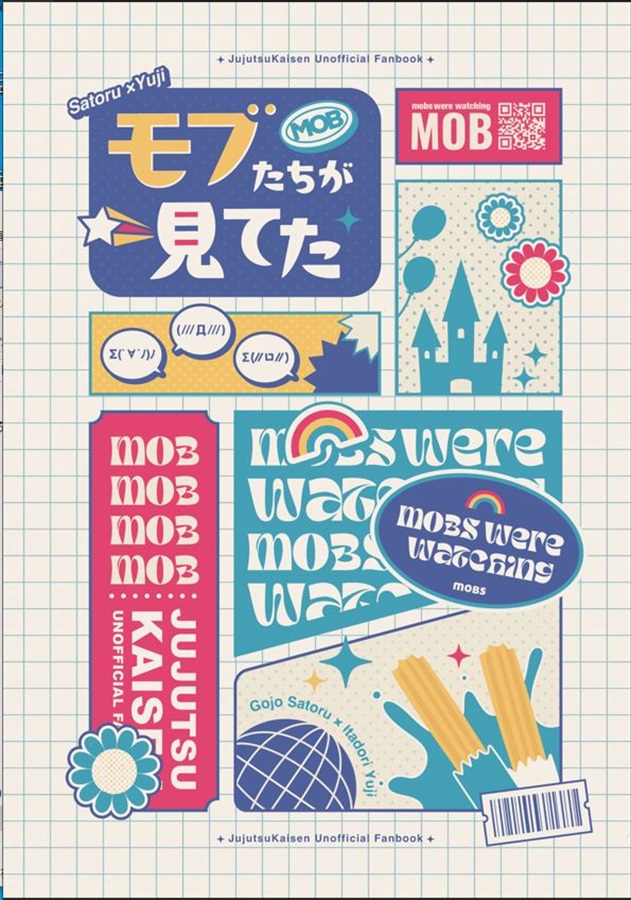 JujutsuKaisen Unofficial Fanbook
Satoru ×Yuji
モブ
MOB
たちが
見てた
mobs were watching
MOB
Σ(´∀`/)/
(///Д///)
Σ(//ロ//)
MOB
MOB
MOB
MOB
JUJUTSU
KAISE
UNOFFICIAL FA
MOBS were
watc
MOBS
wat
MOBS were
watching
MOBS
Gojo Satoru × Itadori Yuji
JujutsuKaisen Unofficial Fanbook